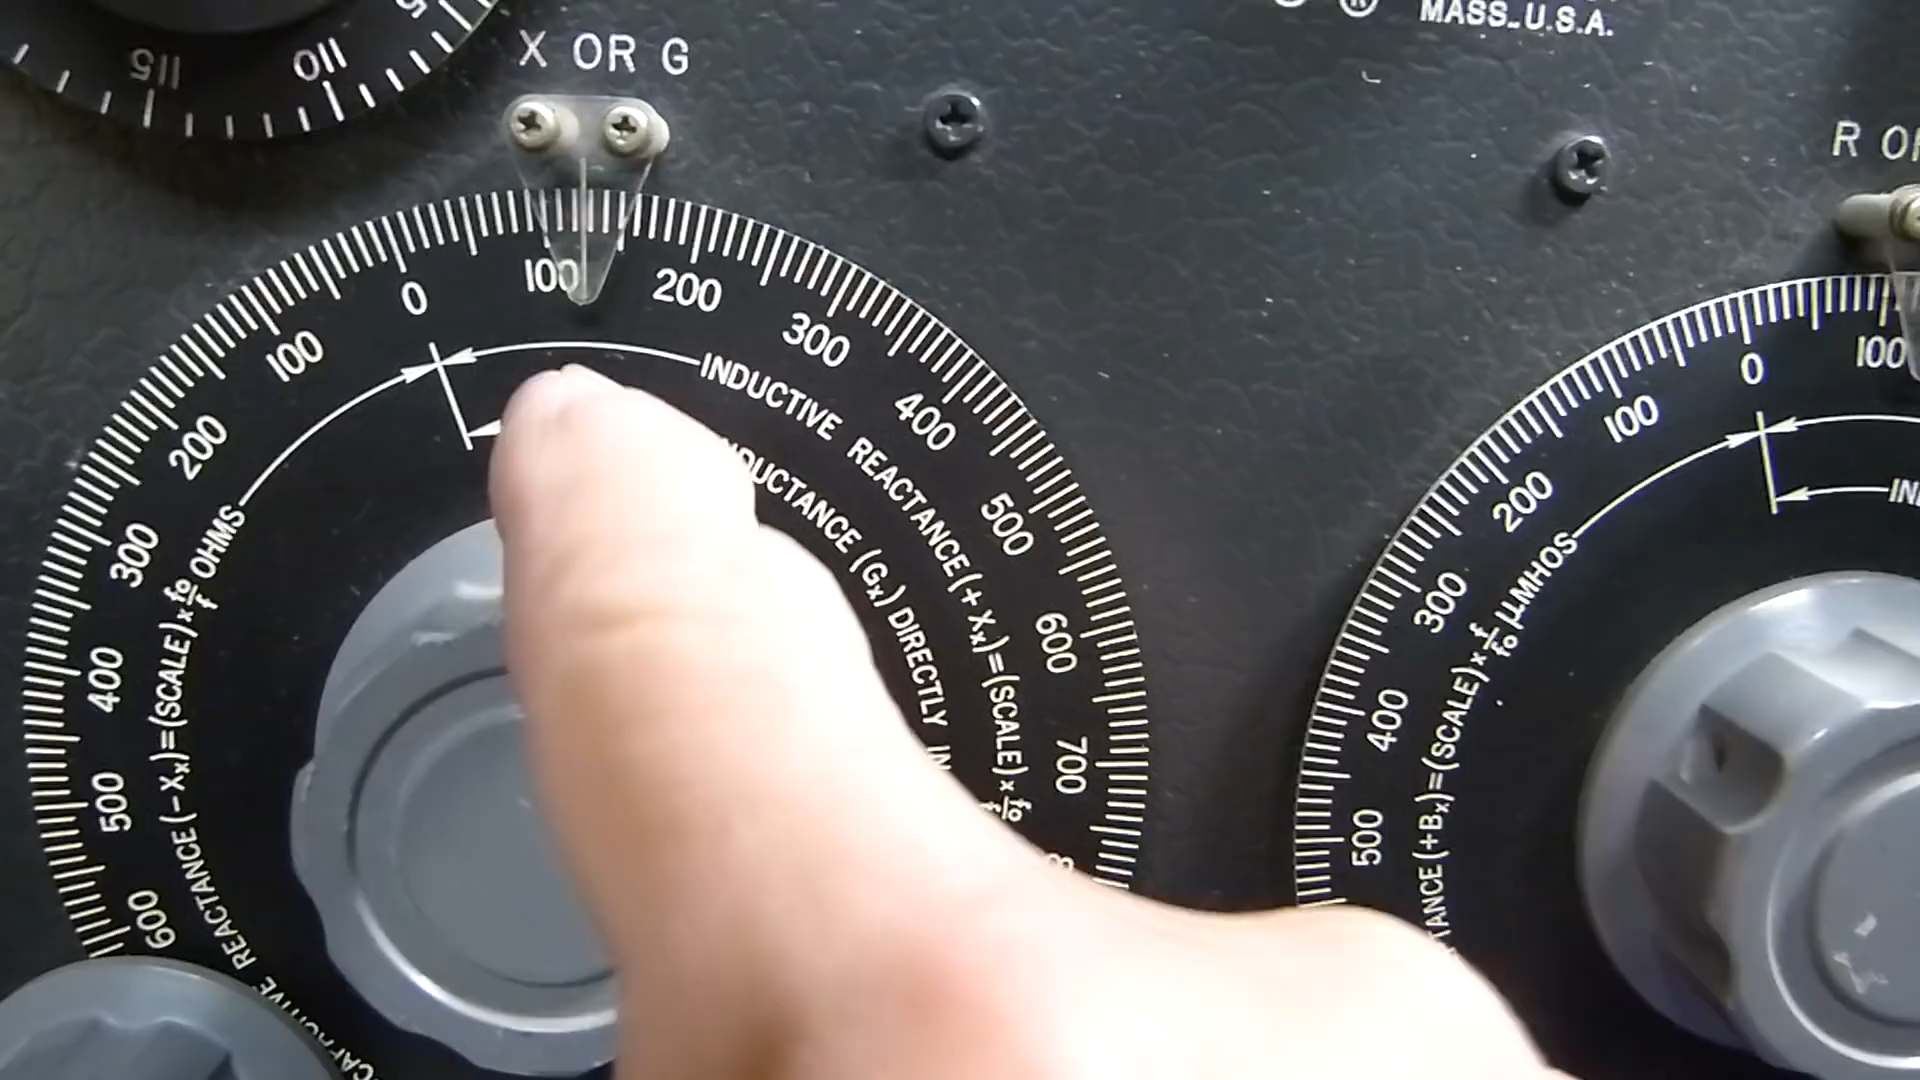 MASS. U.S.A.
115 110
X OR G
R
600 500 400 300 200 100 0 100 200 300 400 500 600 700
REACTANCE (-Xx)=(SCALE)x fo/f OHMS
INDUCTIVE REACTANCE (+Xx)=(SCALE)x fo/f
(Gx) DIRECTLY IN
500 400 300 200 100 0 100
(+Bx)=(SCALE)x f/fo μMHOS